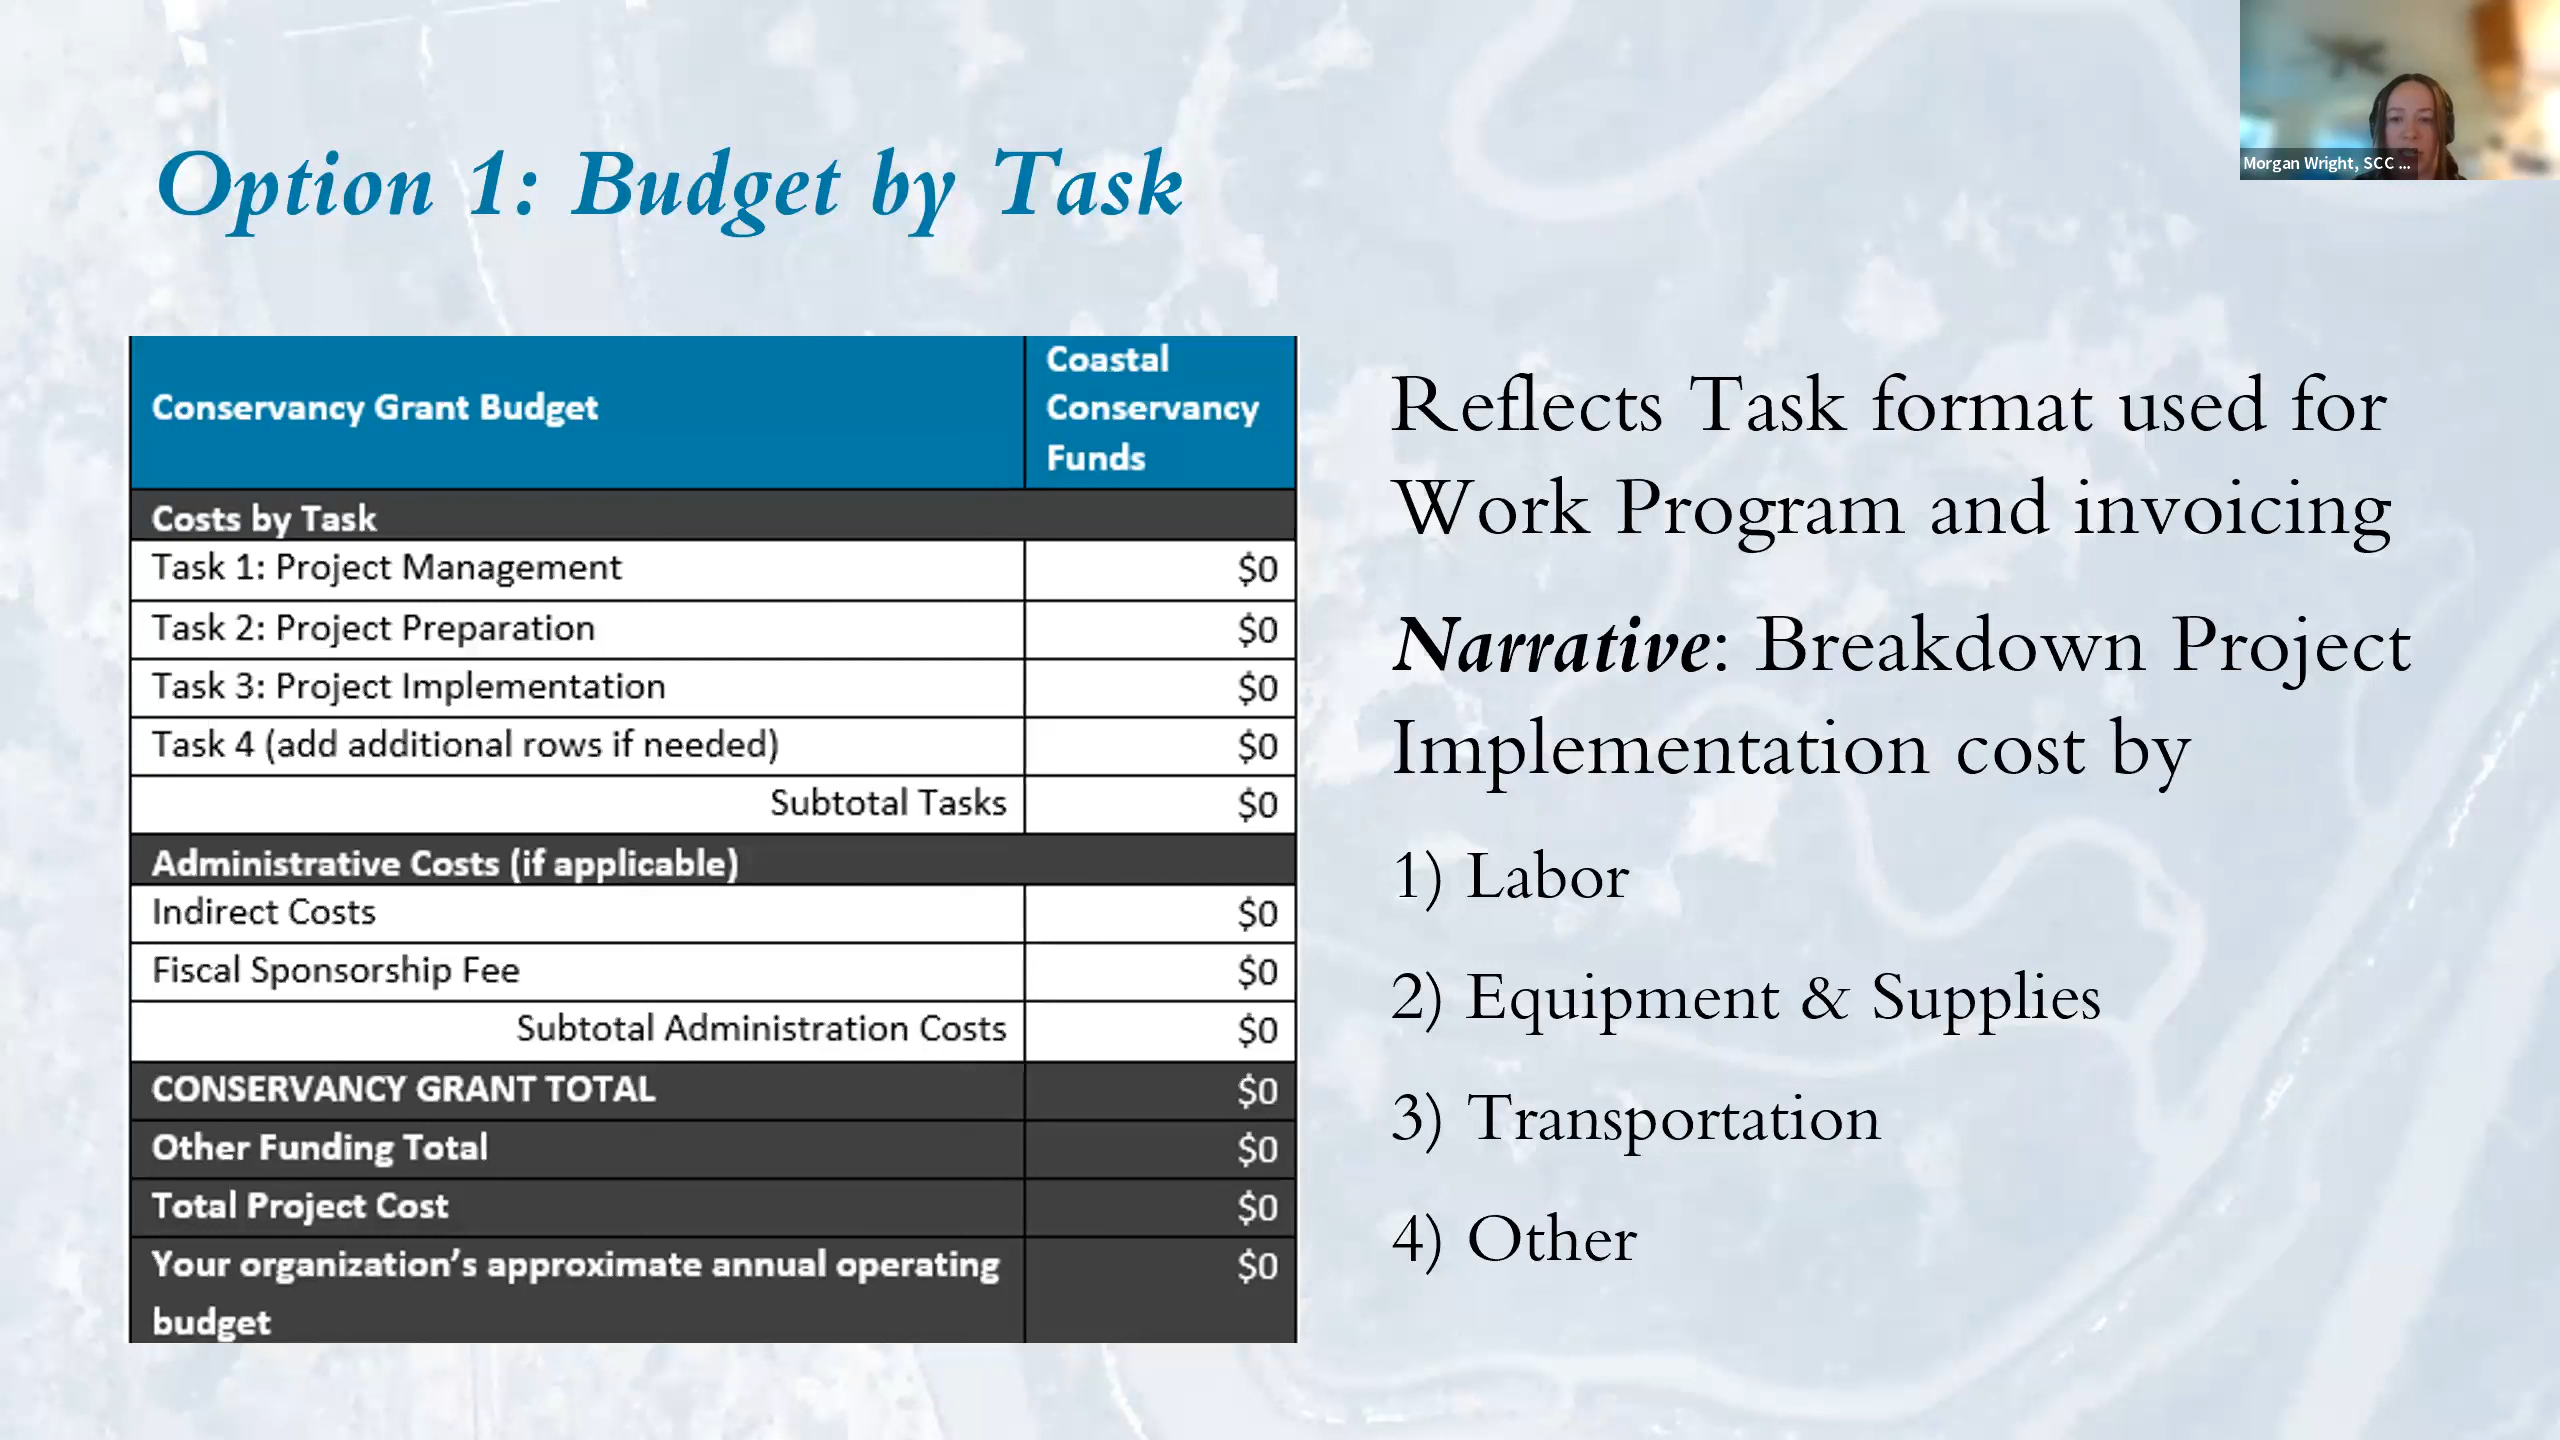 Option 1: Budget by Task
Morgan Wright, SCC ...
Conservancy Grant Budget
Coastal
Conservancy
Funds
Costs by Task
Task 1: Project Management $0
Task 2: Project Preparation $0
Task 3: Project Implementation $0
Task 4 (add additional rows if needed) $0
Subtotal Tasks $0
Administrative Costs (if applicable)
Indirect Costs $0
Fiscal Sponsorship Fee $0
Subtotal Administration Costs $0
CONSERVANCY GRANT TOTAL $0
Other Funding Total $0
Total Project Cost $0
Your organization’s approximate annual operating $0
budget
Reflects Task format used for
Work Program and invoicing
Narrative: Breakdown Project
Implementation cost by
1) Labor
2) Equipment & Supplies
3) Transportation
4) Other